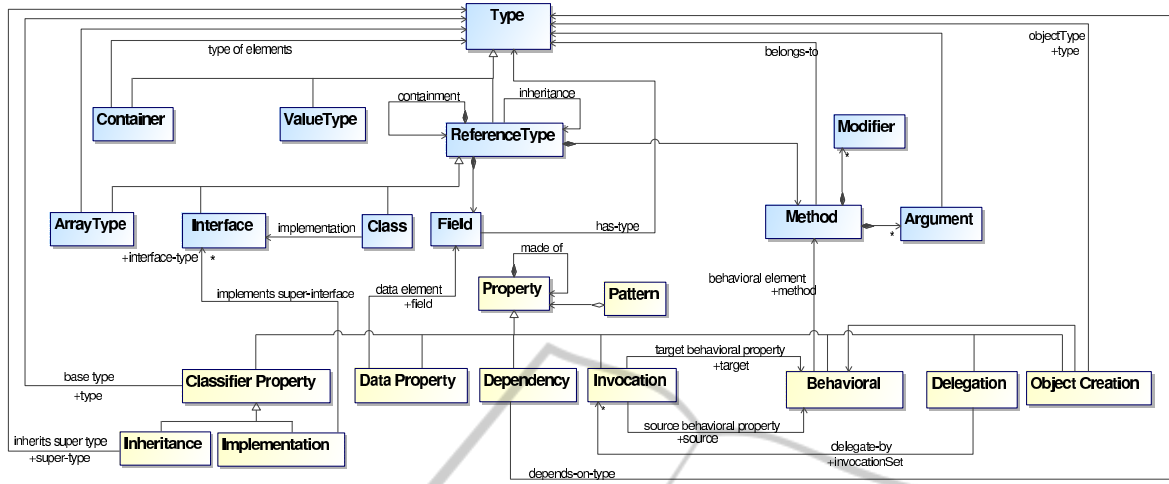 Type
type of elements
belongs-to
objectType
+type
Container
ValueType
containment
inheritance
ReferenceType
Modifier
*
ArrayType
Interface
implementation
Class
Field
has-type
Method
*
Argument
+interface-type
*
made of
implements super-interface
data element
+field
Property
Pattern
behavioral element
+method
target behavioral property
+target
base type
+type
Classifier Property
Data Property
Dependency
Invocation
Behavioral
Delegation
Object Creation
*
source behavioral property
+source
inherits super type
+super-type
Inheritance
Implementation
delegate-by
+invocationSet
depends-on-type